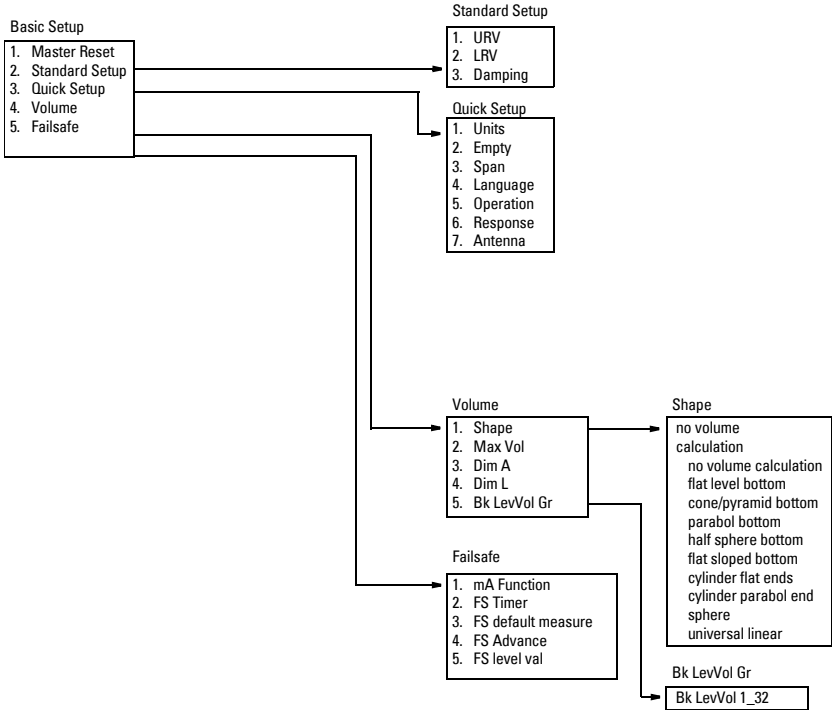 Basic Setup
1. Master Reset
2. Standard Setup
3. Quick Setup
4. Volume
5. Failsafe
Standard Setup
1. URV
2. LRV
3. Damping
Quick Setup
1. Units
2. Empty
3. Span
4. Language
5. Operation
6. Response
7. Antenna
Volume
1. Shape
2. Max Vol
3. Dim A
4. Dim L
5. Bk LevVol Gr
Shape
no volume
calculation
no volume calculation
flat level bottom
cone/pyramid bottom
parabol bottom
half sphere bottom
flat sloped bottom
cylinder flat ends
cylinder parabol end
sphere
universal linear
Failsafe
1. mA Function
2. FS Timer
3. FS default measure
4. FS Advance
5. FS level val
Bk LevVol Gr
Bk LevVol 1_32